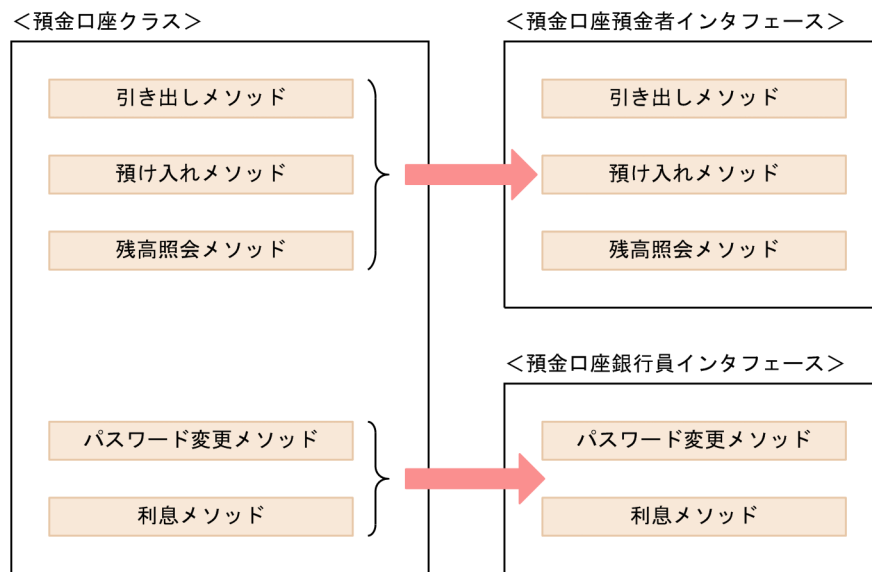 ＜預金口座クラス＞
引き出しメソッド
預け入れメソッド
残高照会メソッド
パスワード変更メソッド
利息メソッド
＜預金口座預金者インタフェース＞
引き出しメソッド
預け入れメソッド
残高照会メソッド
＜預金口座銀行員インタフェース＞
パスワード変更メソッド
利息メソッド